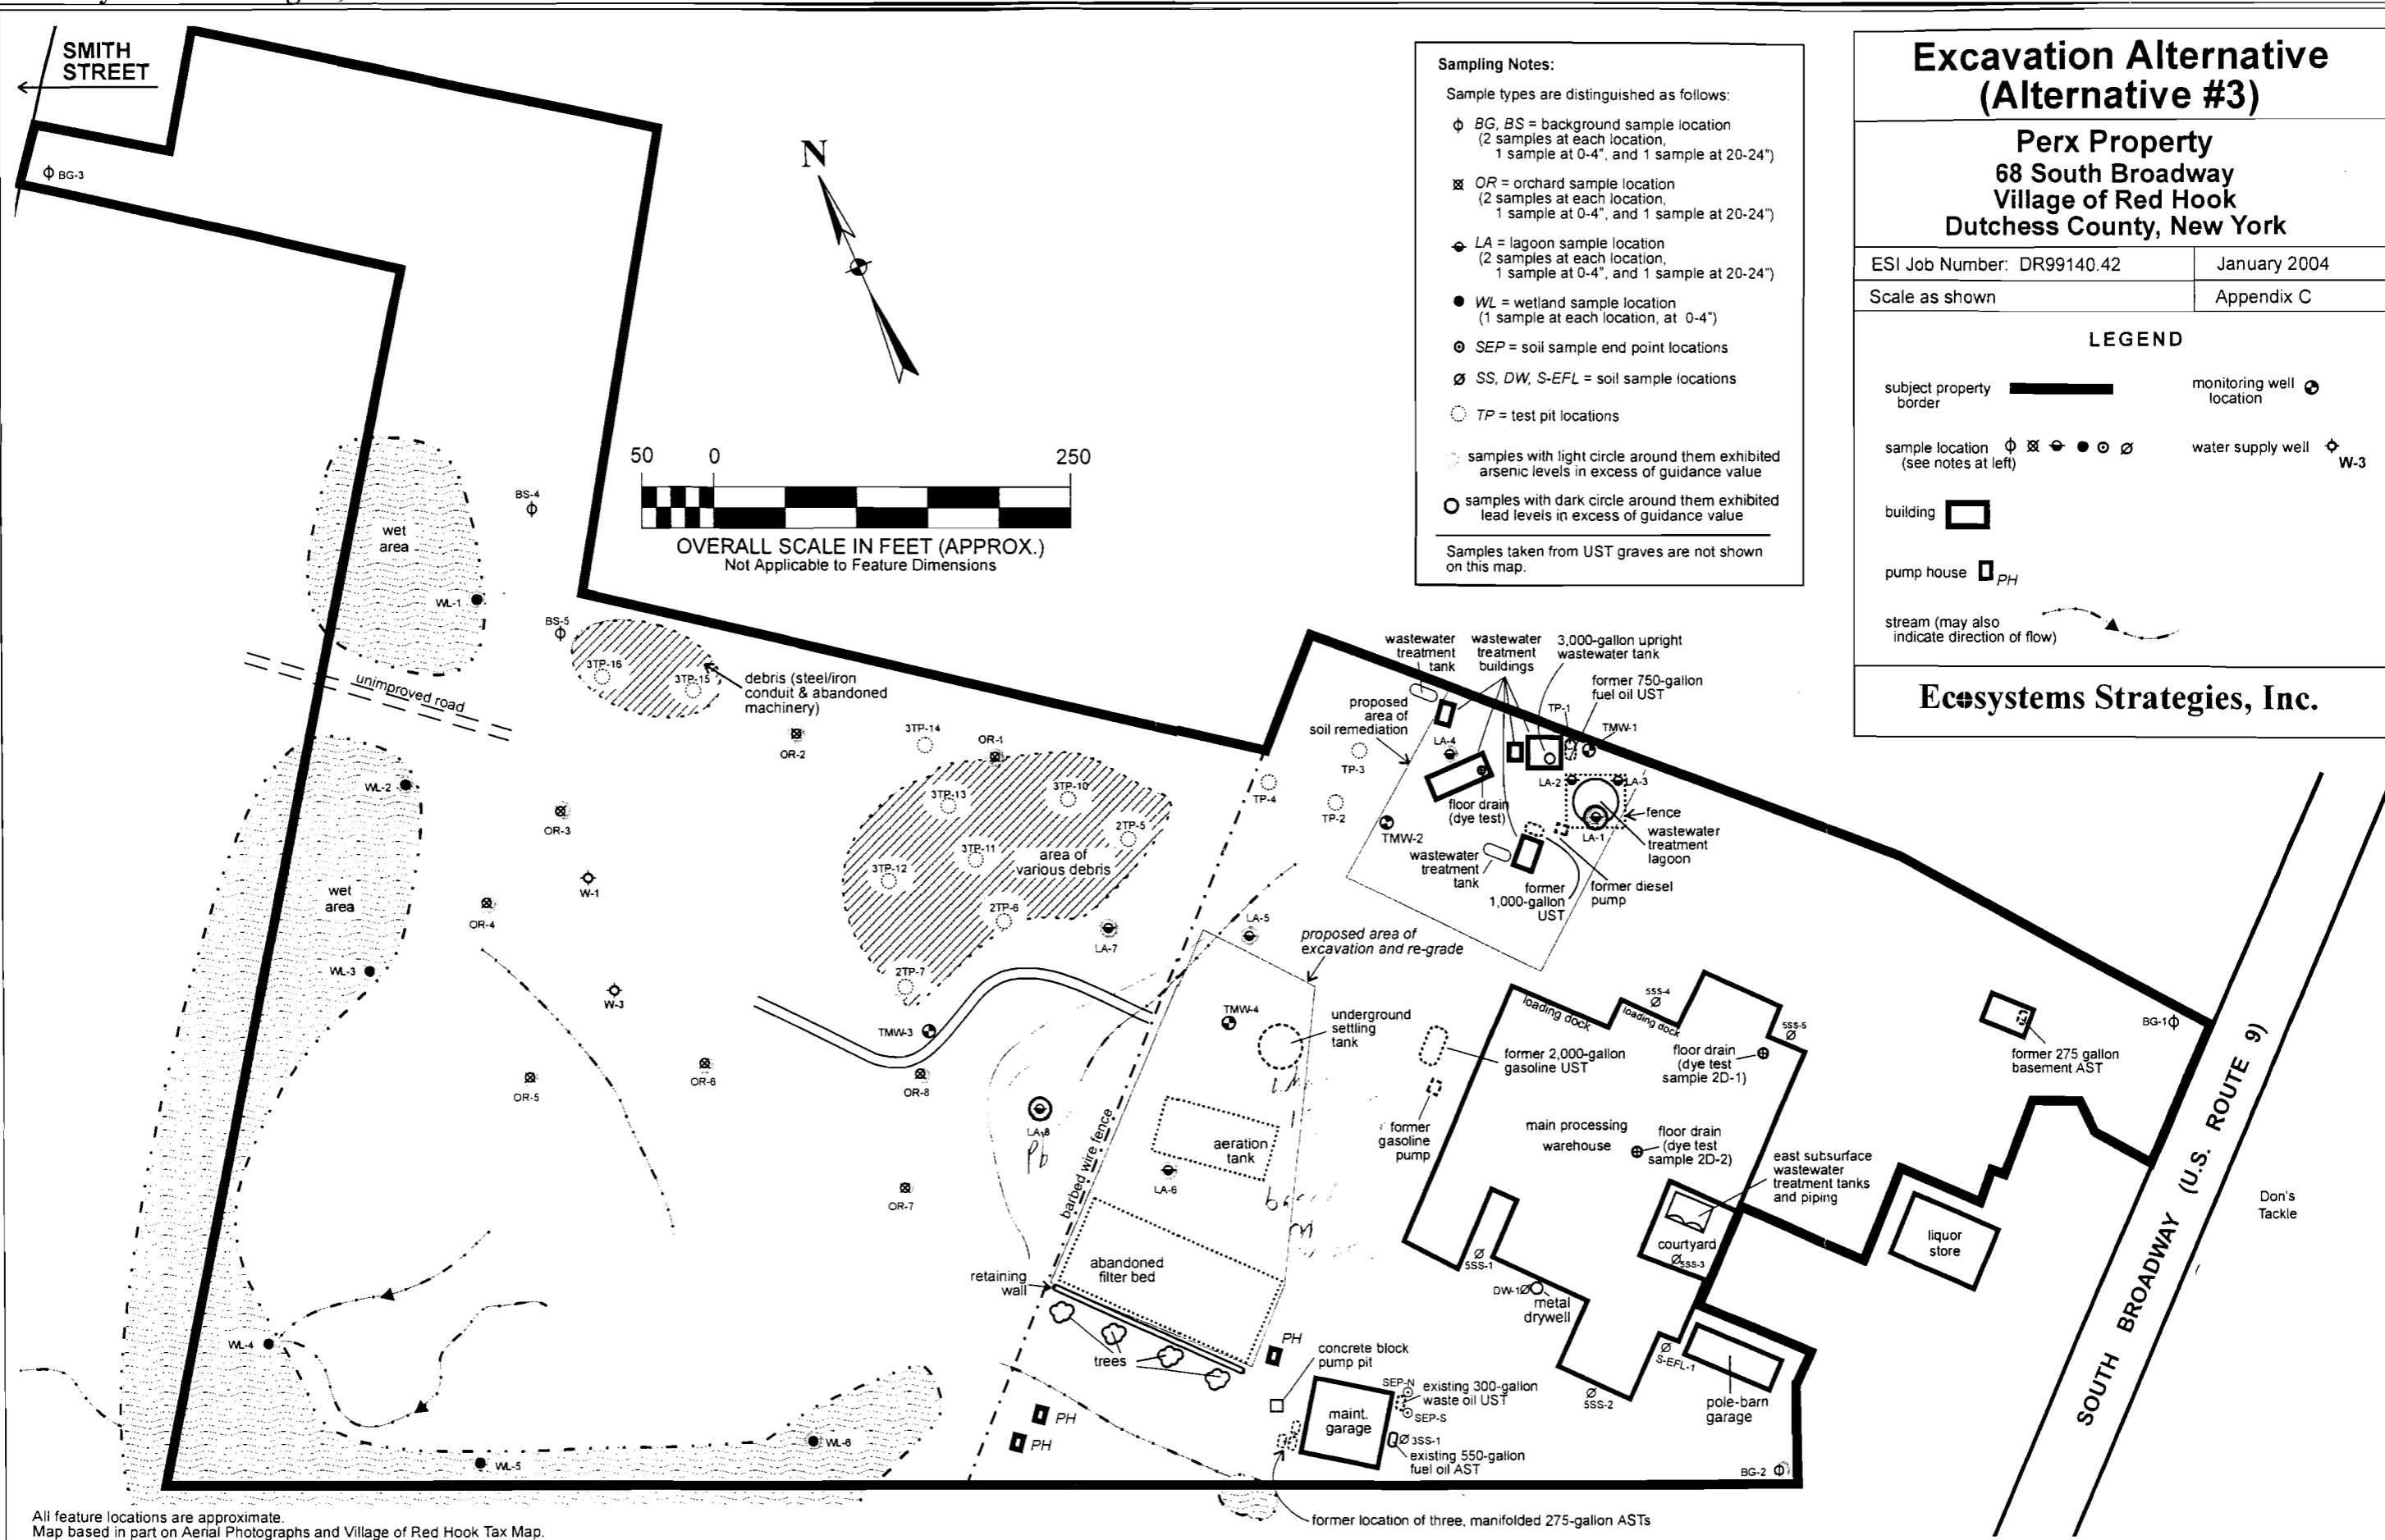 SMITH
STREET
BG-3
N
50 0 250
OVERALL SCALE IN FEET (APPROX.)
Not Applicable to Feature Dimensions
Sampling Notes:
Sample types are distinguished as follows:
BG, BS = background sample location
(2 samples at each location,
1 sample at 0-4", and 1 sample at 20-24")
OR = orchard sample location
(2 samples at each location,
1 sample at 0-4", and 1 sample at 20-24")
LA = lagoon sample location
(2 samples at each location,
1 sample at 0-4", and 1 sample at 20-24")
WL = wetland sample location
(1 sample at each location, at 0-4")
SEP = soil sample end point locations
SS, DW, S-EFL = soil sample locations
TP = test pit locations
samples with light circle around them exhibited
arsenic levels in excess of guidance value
samples with dark circle around them exhibited
lead levels in excess of guidance value
Samples taken from UST graves are not shown
on this map.
Excavation Alternative
(Alternative #3)
Perx Property
68 South Broadway
Village of Red Hook
Dutchess County, New York
ESI Job Number: DR99140.42
January 2004
Scale as shown
Appendix C
LEGEND
subject property
border
monitoring well
location
sample location
(see notes at left)
water supply well
W-3
building
pump house
PH
stream (may also
indicate direction of flow)
Ecosystems Strategies, Inc.
BS-4
wet
area
WL-1
BS-5
3TP-16
3TP-15
debris (steel/iron
conduit & abandoned
machinery)
unimproved road
OR-2
3TP-14
OR-1
WL-2
OR-3
3TP-13
3TP-10
2TP-5
3TP-11
area of
various debris
3TP-12
2TP-6
2TP-7
wet
area
W-1
OR-4
WL-3
W-3
LA-7
LA-5
TMW-3
OR-5
OR-6
OR-8
LA-8
Pb
OR-7
WL-4
WL-5
WL-6
wastewater
treatment
tank
wastewater
treatment
buildings
3,000-gallon upright
wastewater tank
former 750-gallon
fuel oil UST
proposed
area of
soil remediation
TP-1
TMW-1
LA-4
TP-3
TP-4
TP-2
LA-2
LA-3
floor drain
(dye test)
fence
LA-1
wastewater
treatment
lagoon
TMW-2
wastewater
treatment
tank
former
1,000-gallon
UST
former diesel
pump
proposed area of
excavation and re-grade
TMW-4
underground
settling
tank
aeration
tank
LA-6
barbed wire fence
abandoned
filter bed
retaining
wall
trees
PH
PH
PH
loading dock
loading dock
5SS-4
5SS-5
former 2,000-gallon
gasoline UST
former
gasoline
pump
floor drain
(dye test
sample 2D-1)
main processing
warehouse
floor drain
(dye test
sample 2D-2)
east subsurface
wastewater
treatment tanks
and piping
courtyard
5SS-3
5SS-1
DW-1
metal
drywell
S-EFL-1
5SS-2
pole-barn
garage
concrete block
pump pit
maint.
garage
SEP-N
existing 300-gallon
waste oil UST
SEP-S
3SS-1
existing 550-gallon
fuel oil AST
former location of three, manifolded 275-gallon ASTs
BG-2
BG-1
former 275 gallon
basement AST
liquor
store
Don's
Tackle
SOUTH BROADWAY (U.S. ROUTE 9)
All feature locations are approximate.
Map based in part on Aerial Photographs and Village of Red Hook Tax Map.